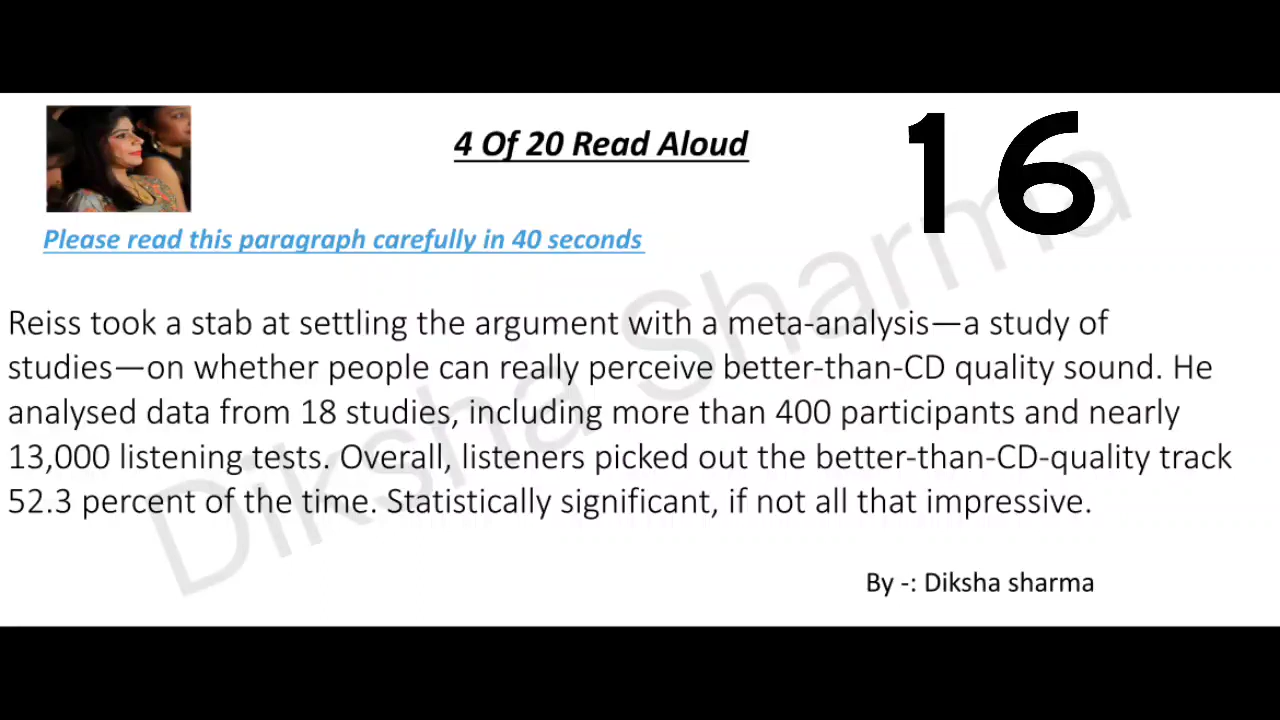 4 Of 20 Read Aloud
16
Please read this paragraph carefully in 40 seconds
Reiss took a stab at settling the argument with a meta-analysis—a study of
studies—on whether people can really perceive better-than-CD quality sound. He
analysed data from 18 studies, including more than 400 participants and nearly
13,000 listening tests. Overall, listeners picked out the better-than-CD-quality track
52.3 percent of the time. Statistically significant, if not all that impressive.
Diksha Sharma
By -: Diksha sharma